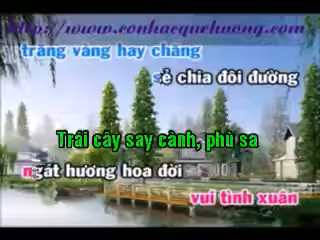 http://www.conhacquehuong.com
trăng vàng hay chăng
sẻ chia đôi đường
Trái cây say cành, phù sa
ngát hương hoa đời
vui tình xuân